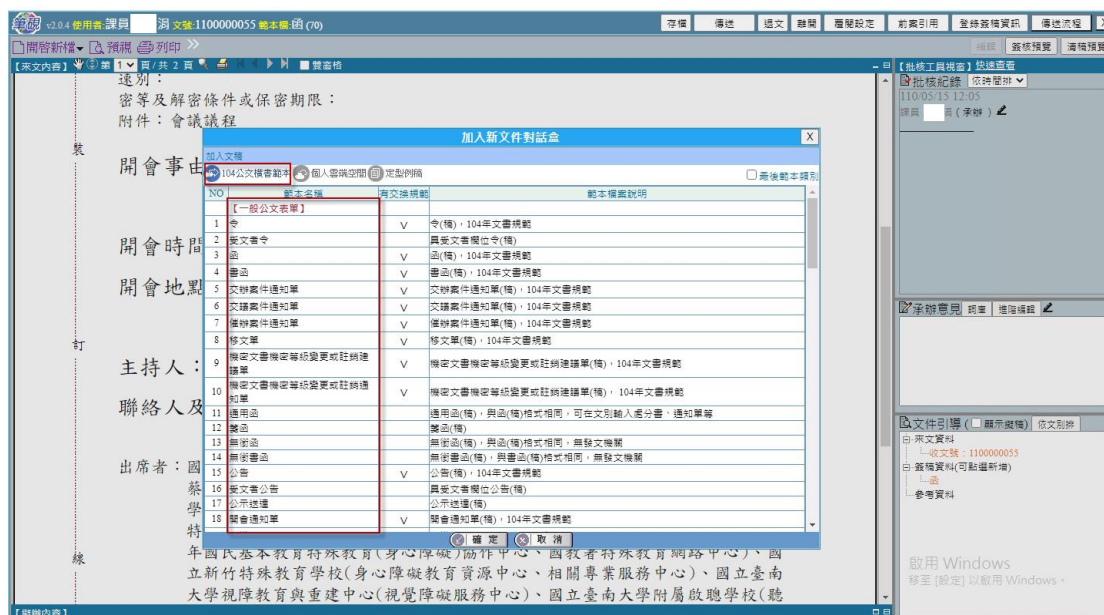 筆硯 v2.0.4 使用者:課員 涓 文號:1100000055 範本檔:函 (70)
存檔 傳送 退文 離開 覆閱設定 前案引用 登錄簽稿資訊 傳送流程
開啓新檔 預視 列印
編輯 簽核預覽 清稿預覽
【來文內容】 第 1 頁/共 2 頁 雙窗格
速別：
密等及解密條件或保密期限：
附件：會議議程
裝
開會事由
開會時間
開會地點
訂
主持人：
聯絡人及
出席者：國
蔡
學
特
線
年國民基本教育特殊教育(身心障礙)協作中心、國教署特殊教育網路中心)、國
立新竹特殊教育學校(身心障礙教育資源中心、相關專業服務中心)、國立臺南
大學視障教育與重建中心(視覺障礙服務中心)、國立臺南大學附屬啟聰學校(聽
【擬辦內容】
加入新文件對話盒 X
加入文稿
104公文橫書範本 個人雲端空間 定型例稿 最後範本類別
NO 範本名稱 有交換規範 範本檔案說明
【一般公文表單】
1 令 V 令(稿)，104年文書規範
2 受文者令 具受文者欄位令(稿)
3 函 V 函(稿)，104年文書規範
4 書函 V 書函(稿)，104年文書規範
5 交辦案件通知單 V 交辦案件通知單(稿)，104年文書規範
6 交議案件通知單 V 交議案件通知單(稿)，104年文書規範
7 催辦案件通知單 V 催辦案件通知單(稿)，104年文書規範
8 移文單 V 移文單(稿)，104年文書規範
9 機密文書機密等級變更或註銷建議單 V 機密文書機密等級變更或註銷建議單(稿)，104年文書規範
10 機密文書機密等級變更或註銷通知單 V 機密文書機密等級變更或註銷建議單(稿)， 104年文書規範
11 通用函 通用函(稿)，與函(稿)格式相同，可在文別輸入處分書、通知單等
12 箋函 箋函(稿)
13 無銜函 無銜函(稿)，與函(稿)格式相同，無發文機關
14 無銜書函 無銜書函(稿)，與書函(稿)格式相同，無發文機關
15 公告 V 公告(稿)，104年文書規範
16 受文者公告 具受文者欄位公告(稿)
17 公示送達 公示送達(稿)
18 開會通知單 V 開會通知單(稿)，104年文書規範
確 定 取 消
【批核工具視窗】快速查看
批核紀錄 依時間排
110/05/15 12:05
課員 (承辦)
承辦意見 詞庫 進階編輯
文件引導 (顯示擬稿) 依文別排
來文資料
收文號：1100000055
簽稿資料(可點選新增)
函
參考資料
啟用 Windows
移至 [設定] 以啟用 Windows。